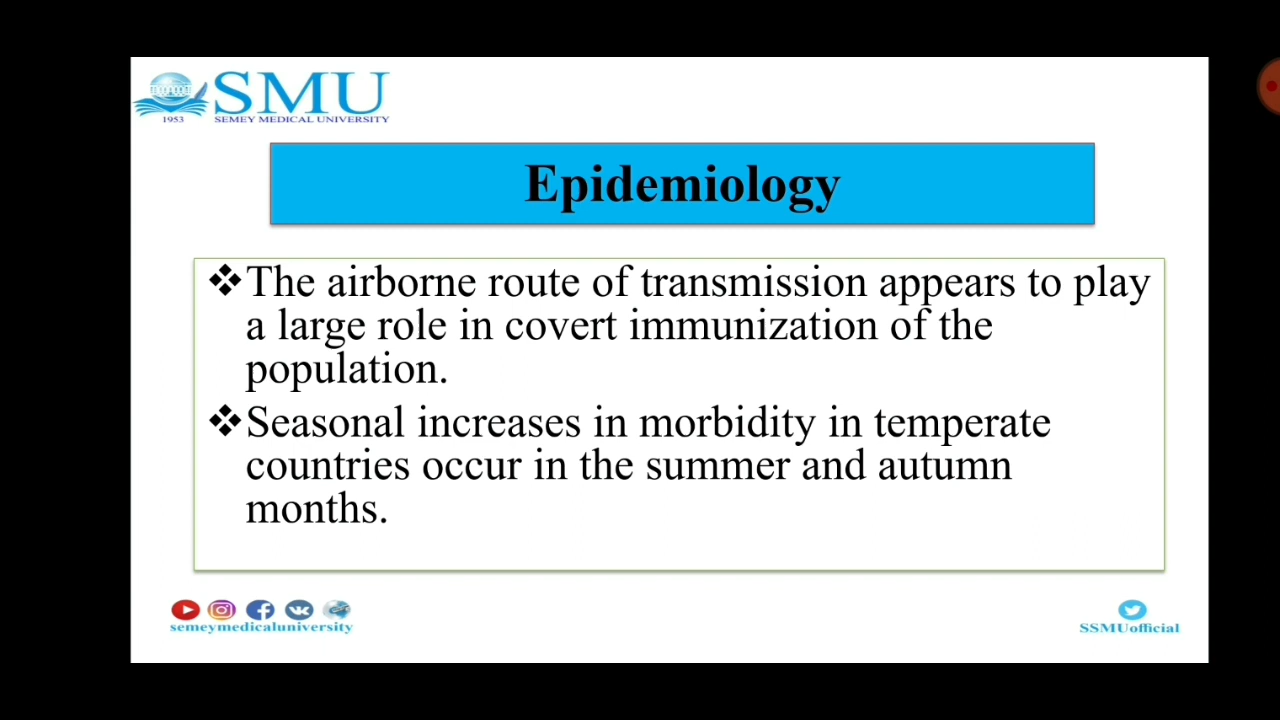 SMU
1953
SEMEY MEDICAL UNIVERSITY
Epidemiology
❖The airborne route of transmission appears to play
a large role in covert immunization of the
population.
❖Seasonal increases in morbidity in temperate
countries occur in the summer and autumn
months.
semeymedicaluniversity
SSMUofficial